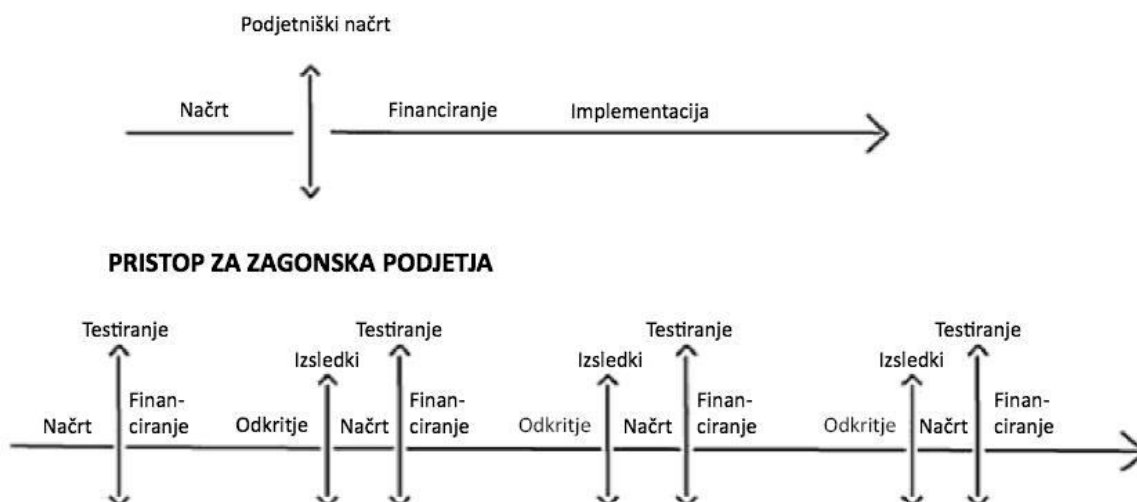 Podjetniški načrt
Načrt Financiranje Implementacija
PRISTOP ZA ZAGONSKA PODJETJA
Testiranje Testiranje Testiranje Testiranje
Izsledki Izsledki Izsledki
Finan- Finan- Finan- Finan-
Načrt ciranje Odkritje Načrt ciranje Odkritje Načrt ciranje Odkritje Načrt ciranje